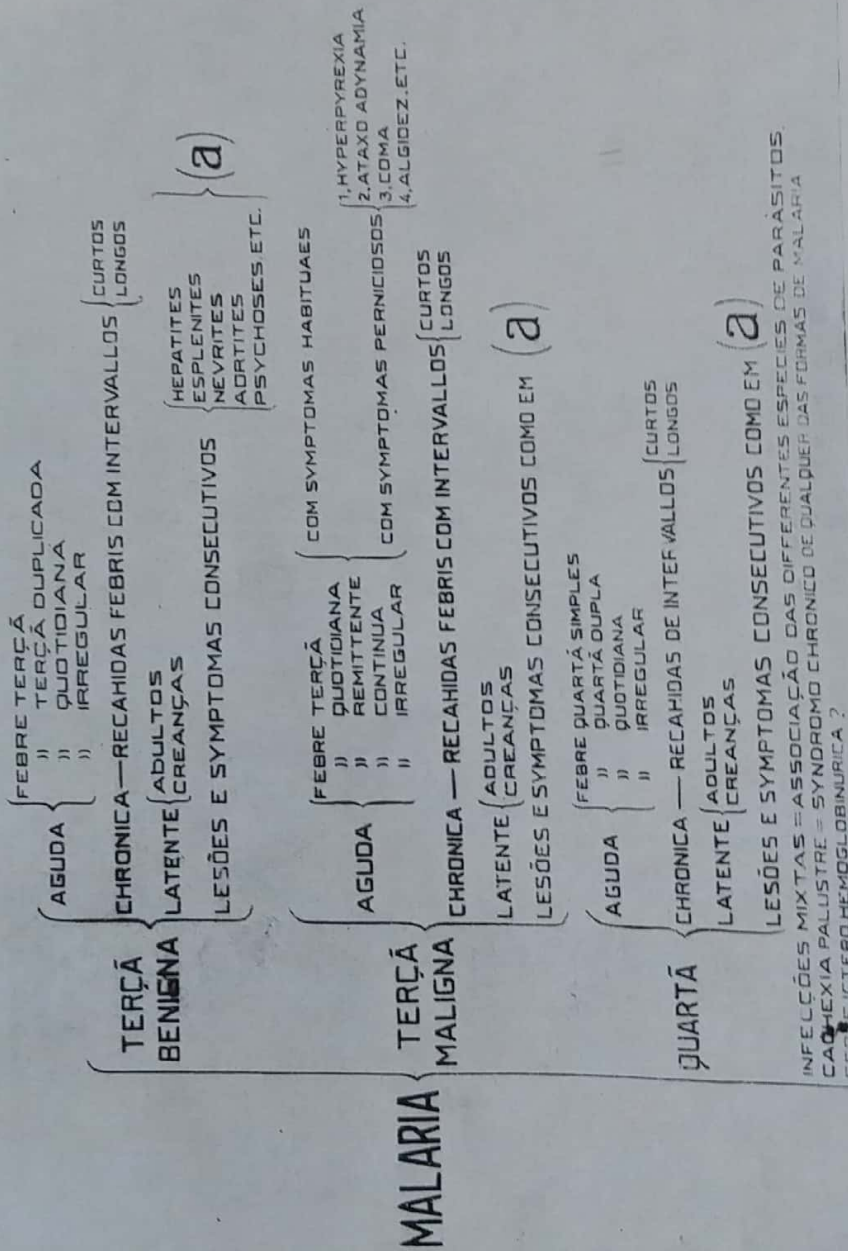 MALARIA
TERÇÃ
BENIGNA
AGUDA
FEBRE TERÇÃ
" TERÇÃ DUPLICADA
" QUOTIDIANA
" IRREGULAR
CHRONICA — RECAHIDAS FEBRIS COM INTERVALLOS
CURTOS
LONGOS
LATENTE
ADULTOS
CREANÇAS
LESÕES E SYMPTOMAS CONSECUTIVOS
HEPATITES
ESPLENITES
NEVRITES
AORTITES
PSYCHOSES. ETC.
(a)
TERÇÃ
MALIGNA
AGUDA
FEBRE TERÇÃ
" QUOTIDIANA
" REMITTENTE
" CONTINUA
" IRREGULAR
COM SYMPTOMAS HABITUAES
COM SYMPTOMAS PERNICIOSOS
1, HYPERPYREXIA
2. ATAXO ADYNAMIA
3. COMA
4, ALGIDEZ. ETC.
CHRONICA — RECAHIDAS FEBRIS COM INTERVALLOS
CURTOS
LONGOS
LATENTE
ADULTOS
CREANÇAS
LESÕES E SYMPTOMAS CONSECUTIVOS COMO EM (a)
QUARTÃ
AGUDA
FEBRE QUARTÃ SIMPLES
" QUARTÃ DUPLA
" QUOTIDIANA
" IRREGULAR
CHRONICA — RECAHIDAS DE INTERVALLOS
CURTOS
LONGOS
LATENTE
ADULTOS
CREANÇAS
LESÕES E SYMPTOMAS CONSECUTIVOS COMO EM (a)
INFELCÇÕES MIXTAS = ASSOCIAÇÃO DAS DIFFERENTES ESPECIES DE PARÁSITOS.
CACHEXIA PALUSTRE = SYNDROMO CHRONICO DE QUALQUER DAS FORMAS DE MALARIA
ICTERO HEMOGLOBINURICA ?